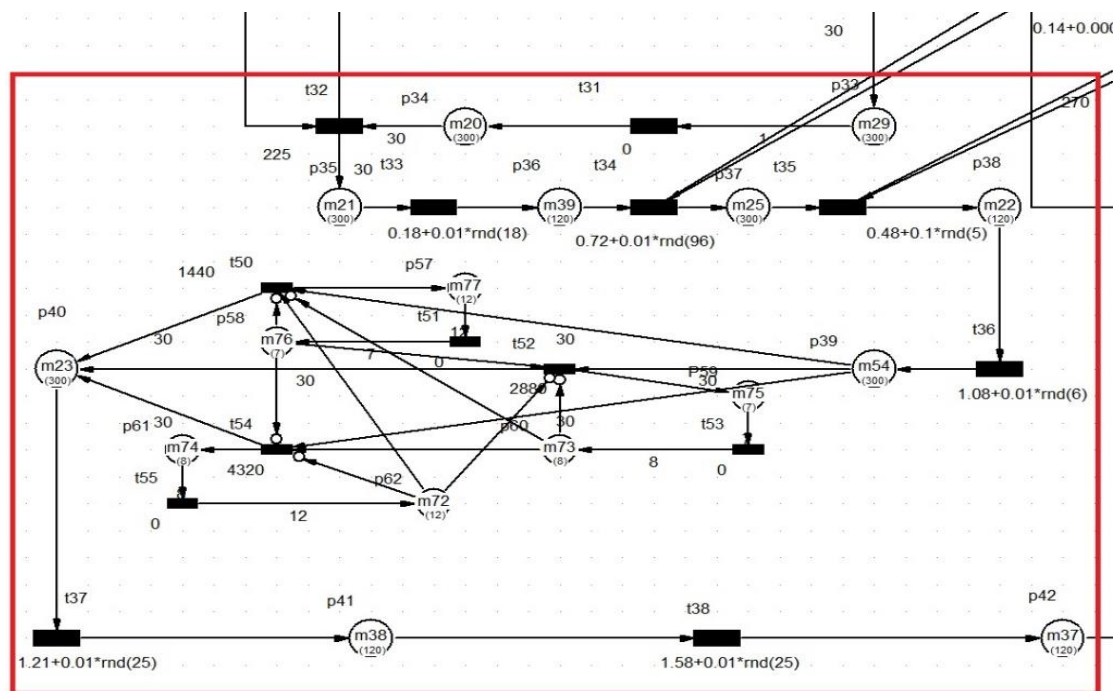 30
0.14+0.000
t32
p34
t31
p33
270
m20
(300)
m29
(300)
30
1
0
225
p35
30
t33
p36
t34
p37
t35
p38
m21
(300)
m39
(120)
m25
(300)
m22
(120)
0.18+0.01*rnd(18)
0.72+0.01*rnd(96)
0.48+0.1*rnd(5)
t50
p57
1440
m77
(12)
p40
p58
t51
12
t36
30
m76
(7)
t52
30
p39
7
0
m23
(300)
30
2880
P59
30
m54
(300)
m75
(7)
1.08+0.01*rnd(6)
p61
30
t54
p60
30
t53
m74
(8)
m73
(8)
8
0
t55
4320
p62
m72
(12)
0
12
t37
p41
t38
p42
m38
(120)
m37
(120)
1.21+0.01*rnd(25)
1.58+0.01*rnd(25)